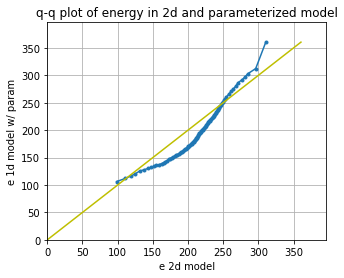 q-q plot of energy in 2d and parameterized model
e 1d model w/ param
350
300
250
200
150
100
50
0
0 50 100 150 200 250 300 350
e 2d model